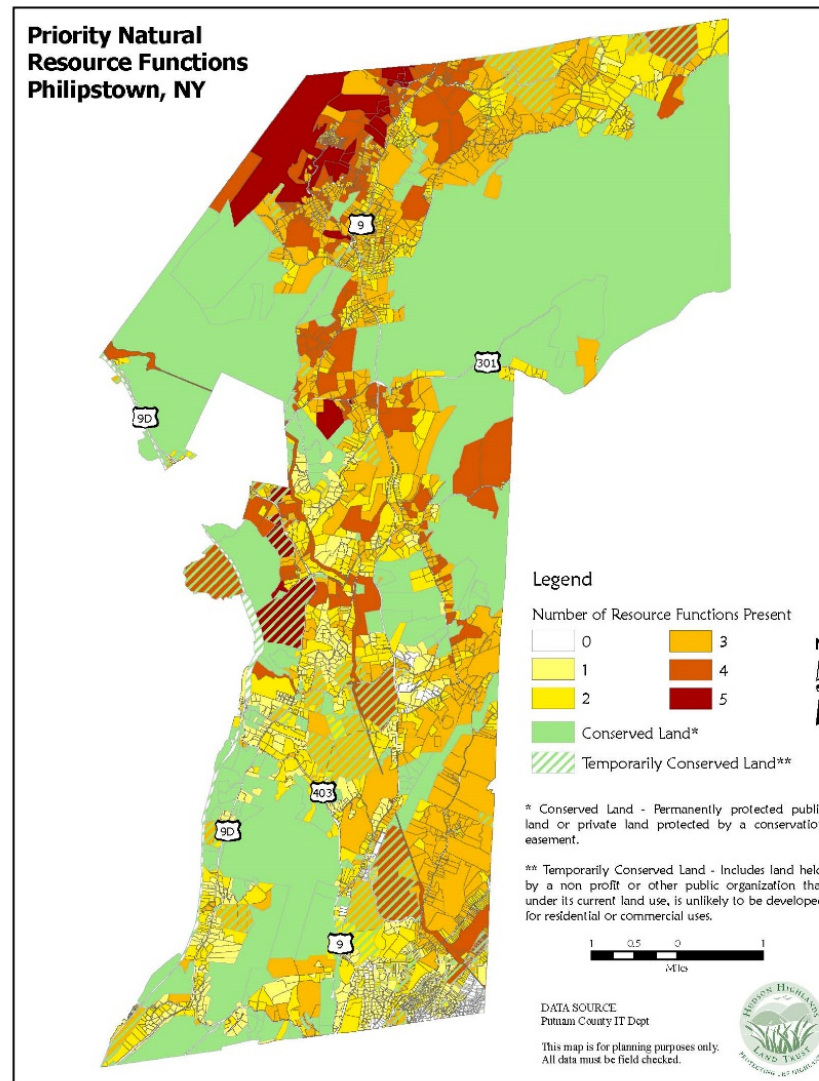 Priority Natural
Resource Functions
Philipstown, NY
9
301
9D
403
9D
9
Legend
Number of Resource Functions Present
0
3
1
4
2
5
Conserved Land*
Temporarily Conserved Land**
* Conserved Land - Permanently protected publi
land or private land protected by a conservatio
easement.
** Temporarily Conserved Land - Includes land hel
by a non profit or other public organization tha
under its current land use, is unlikely to be develope
for residential or commercial uses.
1 0.5 0 1
Miles
DATA SOURCE
Putnam County IT Dept
This map is for planning purposes only.
All data must be field checked.
HUDSON HIGHLANDS
LAND TRUST